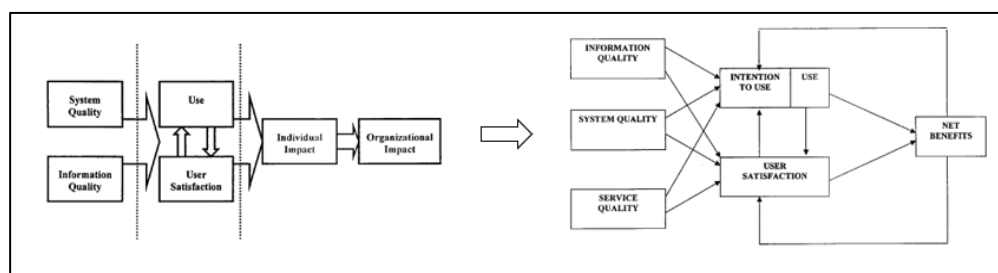 System
Quality
Information
Quality
Use
User
Satisfaction
Individual
Impact
Organizational
Impact
INFORMATION
QUALITY
SYSTEM QUALITY
SERVICE
QUALITY
INTENTION
TO USE
USE
USER
SATISFACTION
NET
BENEFITS